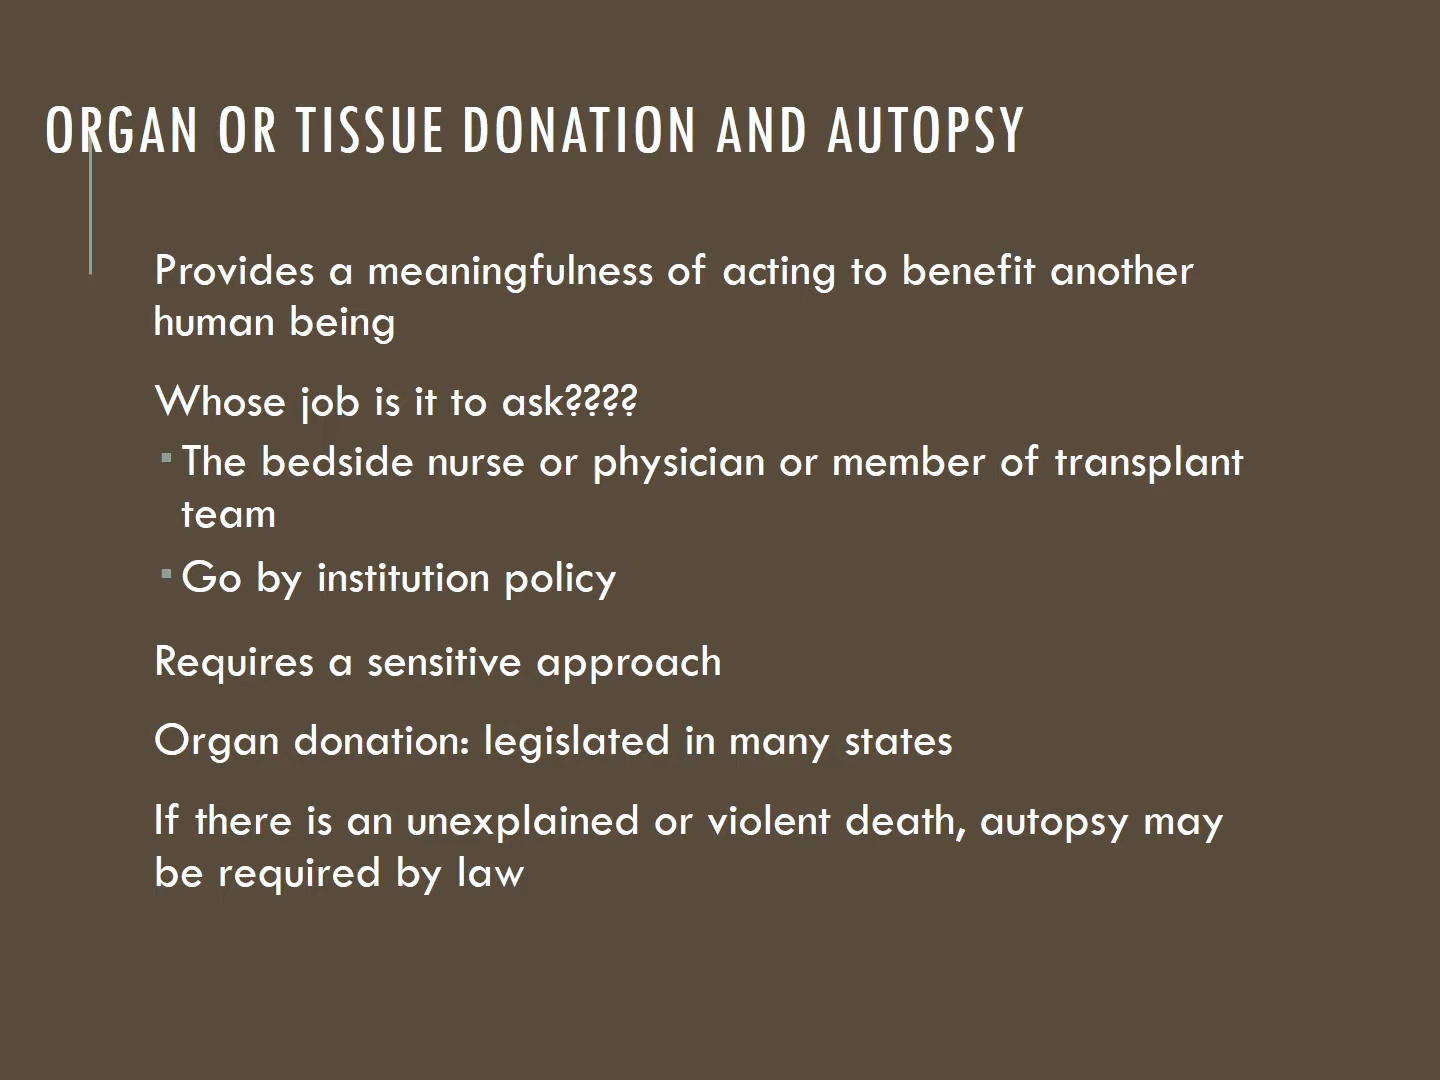 ORGAN OR TISSUE DONATION AND AUTOPSY
Provides a meaningfulness of acting to benefit another
human being
Whose job is it to ask????
▪ The bedside nurse or physician or member of transplant
team
▪ Go by institution policy
Requires a sensitive approach
Organ donation: legislated in many states
If there is an unexplained or violent death, autopsy may
be required by law